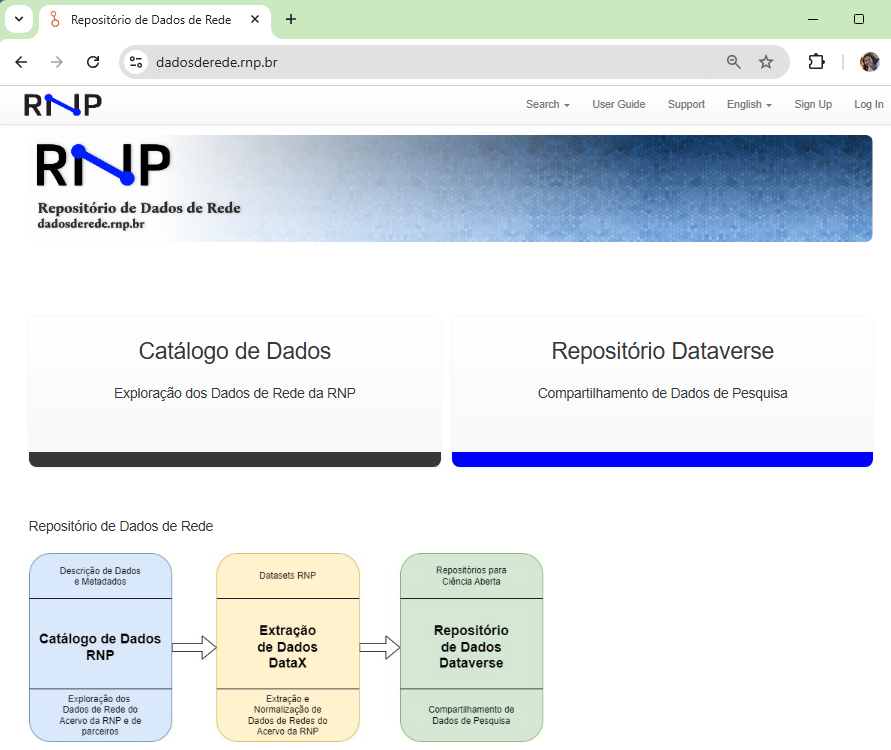 Repositório de Dados de Rede
dadosderede.rnp.br
RNP
Search
User Guide
Support
English
Sign Up
Log In
RNP
Repositório de Dados de Rede
dadosderede.rnp.br
Catálogo de Dados
Exploração dos Dados de Rede da RNP
Repositório Dataverse
Compartilhamento de Dados de Pesquisa
Repositório de Dados de Rede
Descrição de Dados
e Metadados
Catálogo de Dados
RNP
Exploração dos
Dados de Rede do
Acervo da RNP e de
parceiros
Datasets RNP
Extração
de Dados
DataX
Extração e
Normalização de
Dados de Redes do
Acervo da RNP
Repositórios para
Ciência Aberta
Repositório
de Dados
Dataverse
Compartilhamento de
Dados de Pesquisa